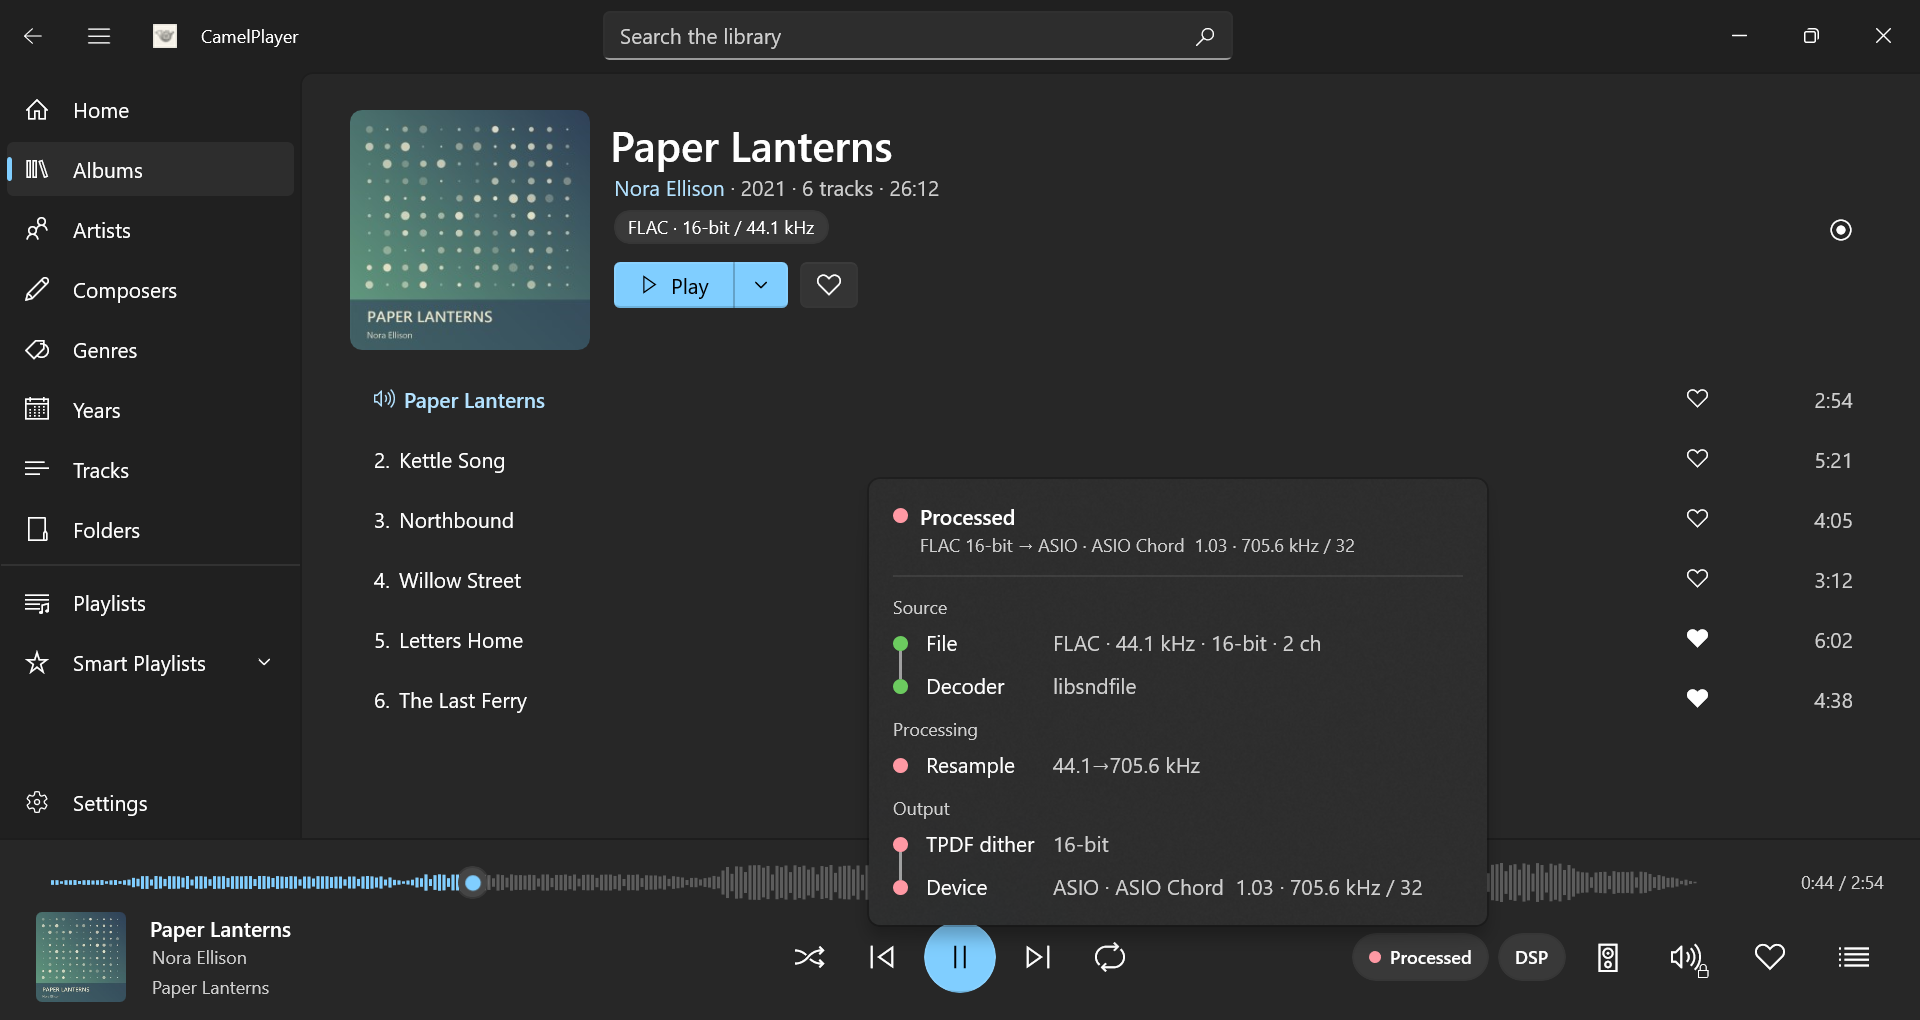 CamelPlayer
Search the library
Home
Albums
Artists
Composers
Genres
Years
Tracks
Folders
Playlists
Smart Playlists
Settings
PAPER LANTERNS
Nora Ellison
Paper Lanterns
Nora Ellison · 2021 · 6 tracks · 26:12
FLAC · 16-bit / 44.1 kHz
Play
Paper Lanterns 2:54
2. Kettle Song 5:21
3. Northbound 4:05
4. Willow Street 3:12
5. Letters Home 6:02
6. The Last Ferry 4:38
Processed
FLAC 16-bit → ASIO · ASIO Chord 1.03 · 705.6 kHz / 32
Source
File FLAC · 44.1 kHz · 16-bit · 2 ch
Decoder libsndfile
Processing
Resample 44.1→705.6 kHz
Output
TPDF dither 16-bit
Device ASIO · ASIO Chord 1.03 · 705.6 kHz / 32
0:44 / 2:54
PAPER LANTERNS
Paper Lanterns
Nora Ellison
Paper Lanterns
Processed
DSP